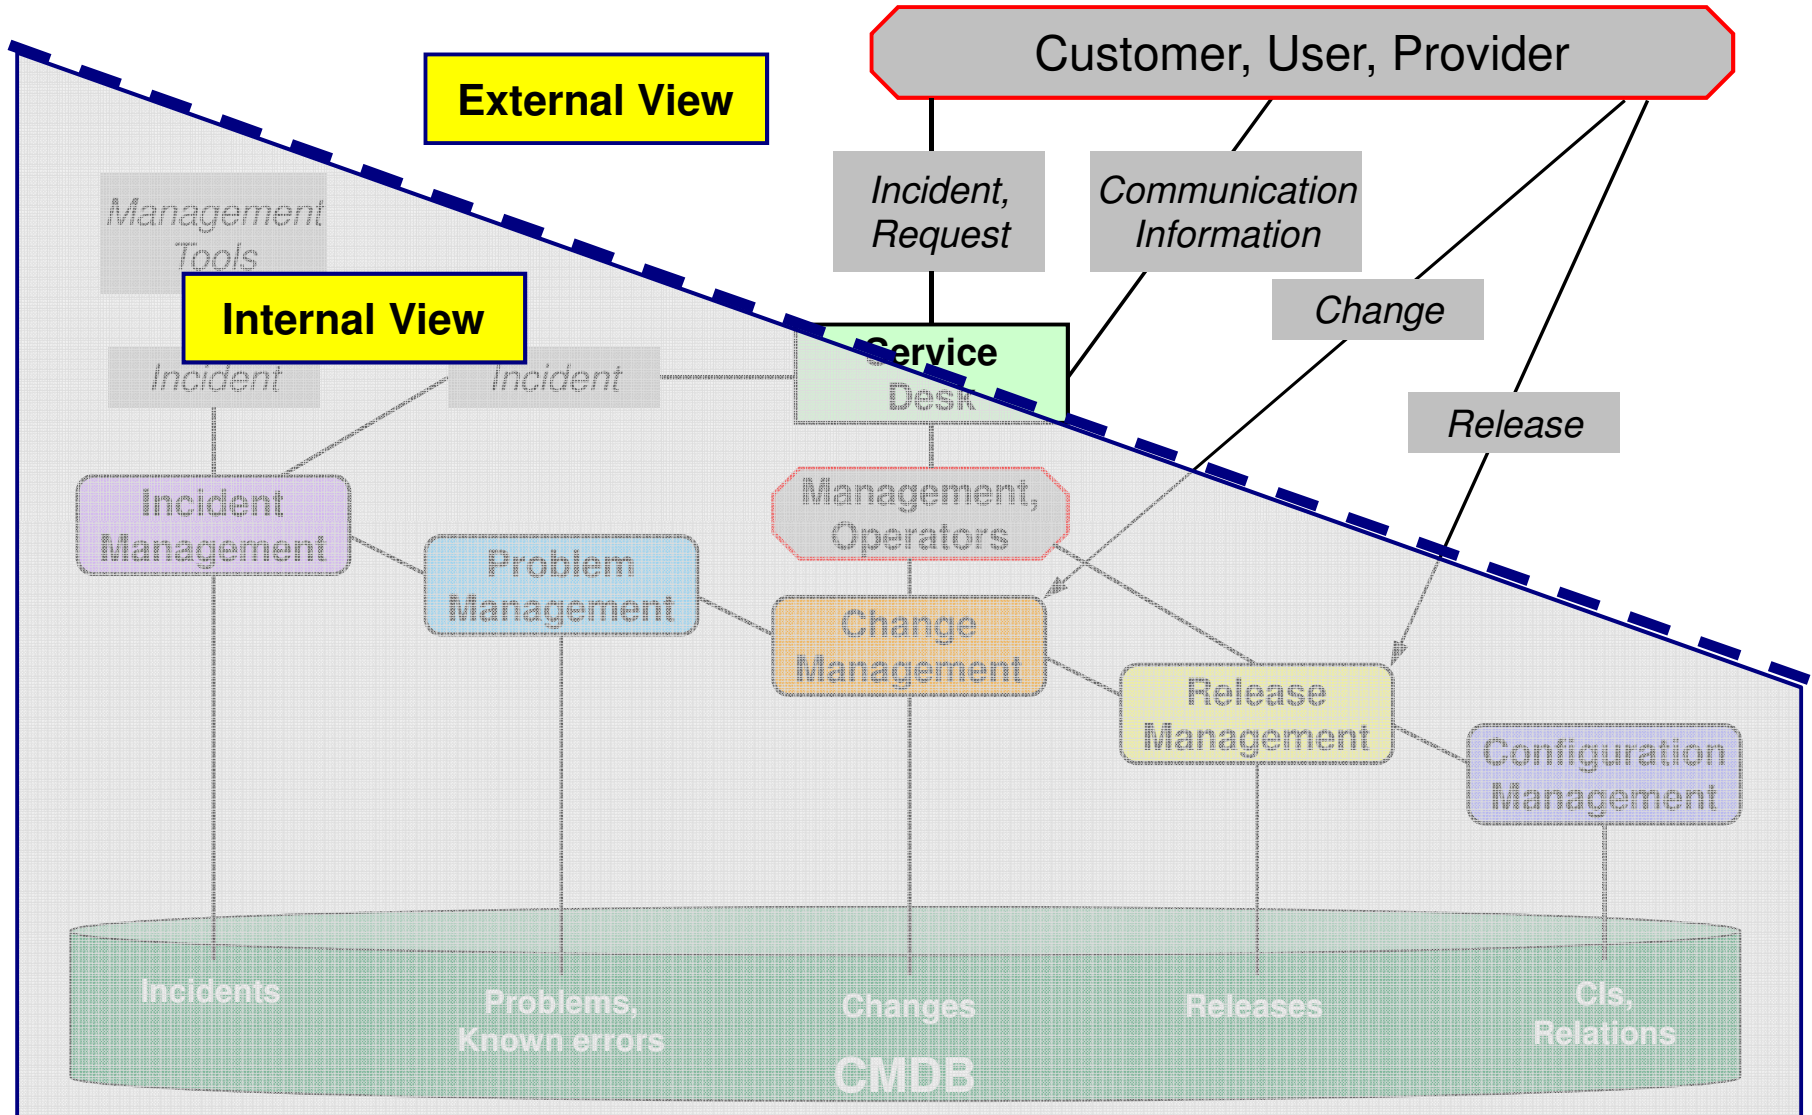 Customer, User, Provider
External View
Incident,
Request
Communication
Information
Management
Tools
Change
Internal View
Service
Desk
Incident
Incident
Release
Incident
Management
Management,
Operators
Problem
Management
Change
Management
Release
Management
Configuration
Management
Incidents
Problems,
Known errors
Changes
Releases
CIs,
Relations
CMDB